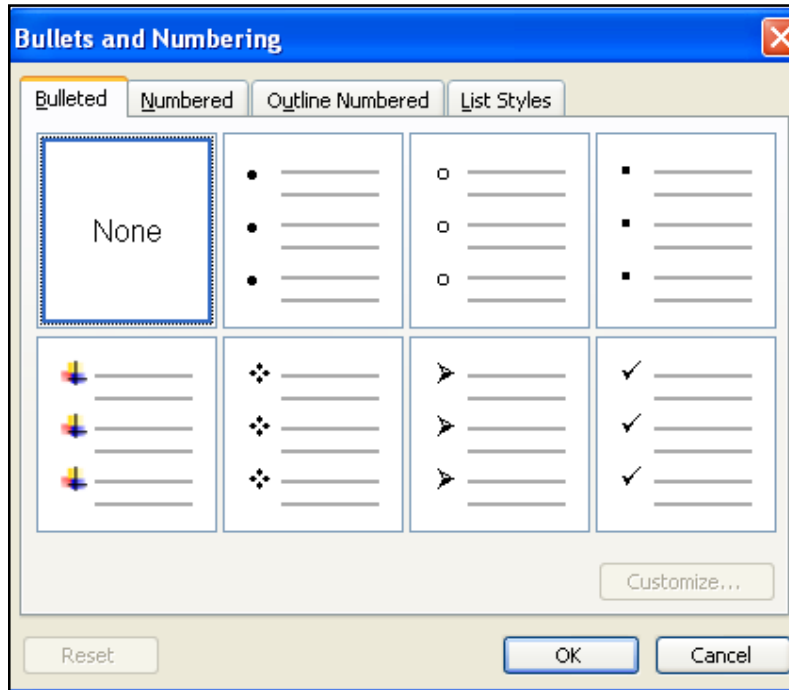 Bullets and Numbering
Bulleted Numbered Outline Numbered List Styles
None
Customize...
Reset OK Cancel